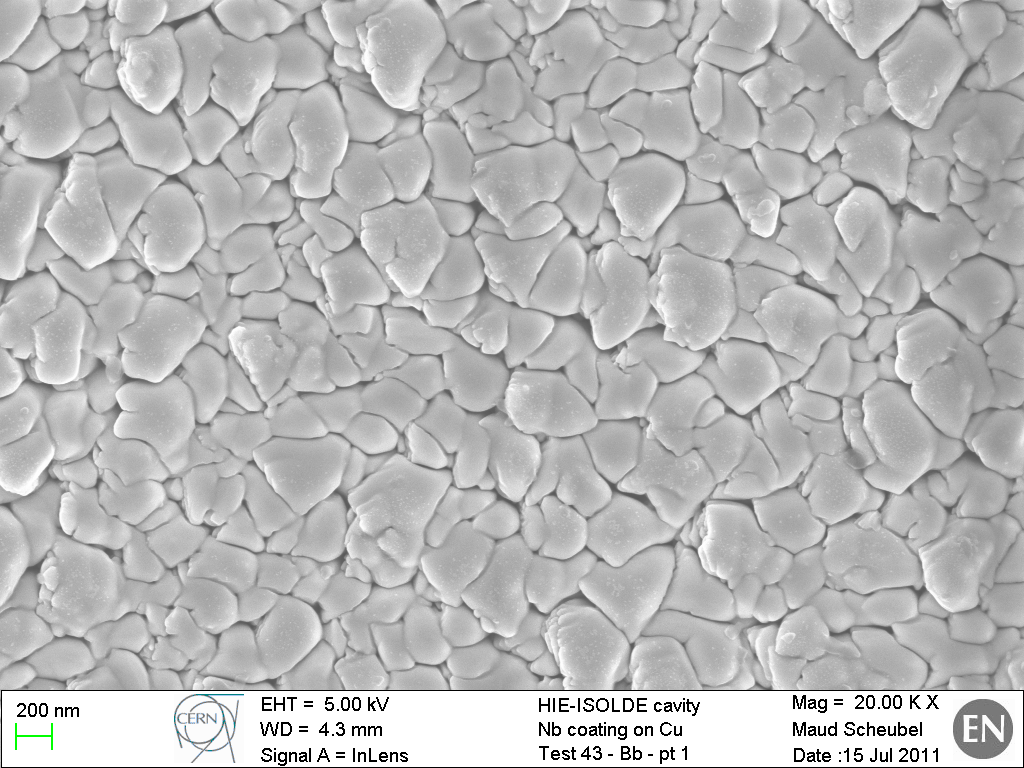 200 nm
CERN
EHT = 5.00 kV
WD = 4.3 mm
Signal A = InLens
HIE-ISOLDE cavity
Nb coating on Cu
Test 43 - Bb - pt 1
Mag = 20.00 K X
Maud Scheubel
Date :15 Jul 2011
EN